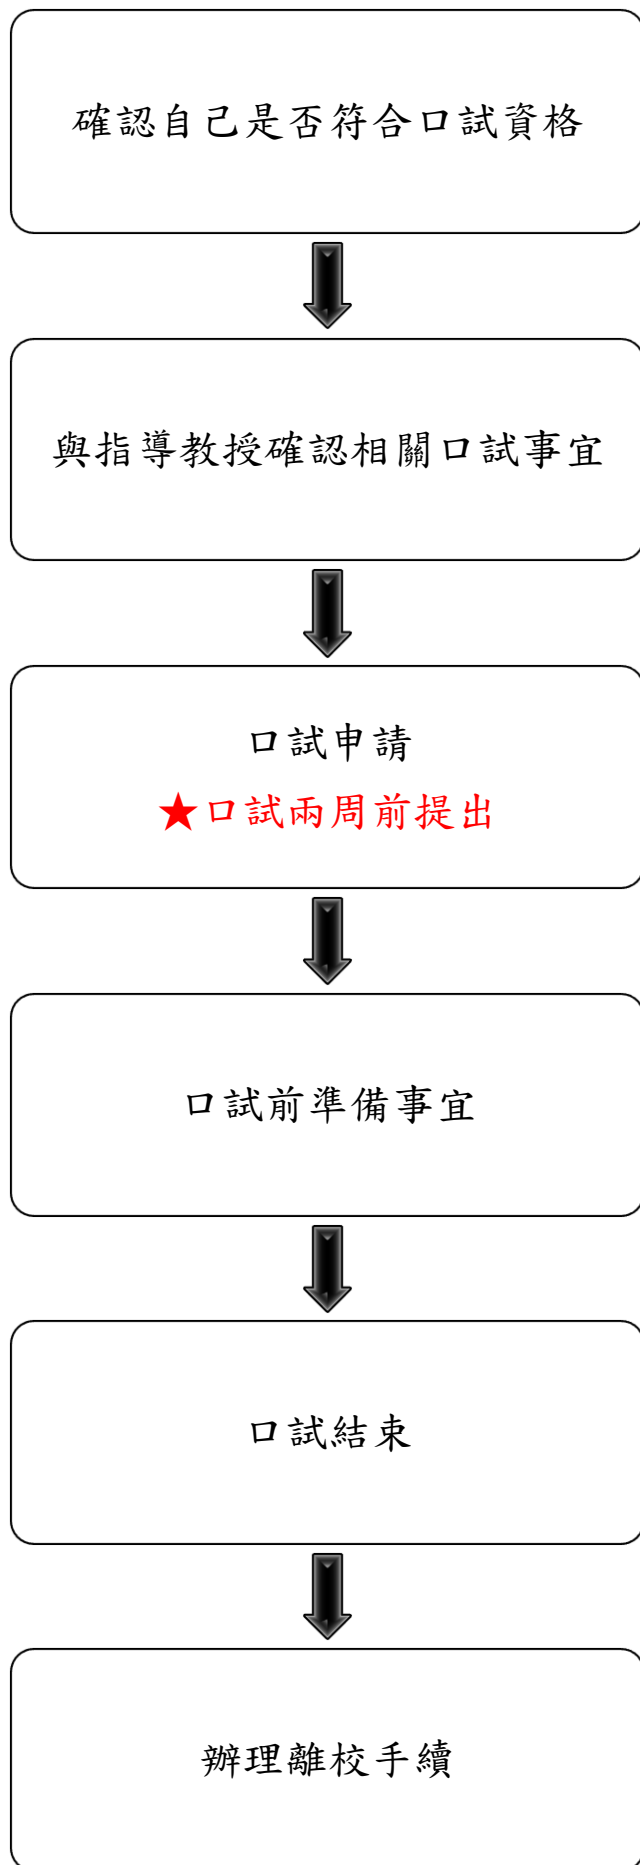 確認自己是否符合口試資格
與指導教授確認相關口試事宜
口試申請
★口試兩周前提出
口試前準備事宜
口試結束
辦理離校手續